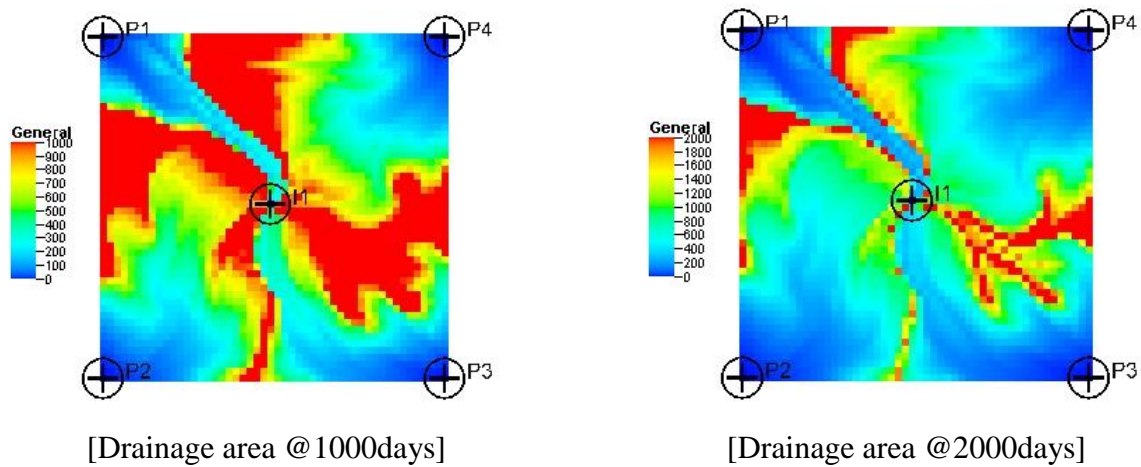 P1
P4
General
1000
900
800
700
600
500
400
300
200
100
0
I1
P2
P3
[Drainage area @1000days]
P1
P4
General
2000
1800
1600
1400
1200
1000
800
600
400
200
0
I1
P2
P3
[Drainage area @2000days]